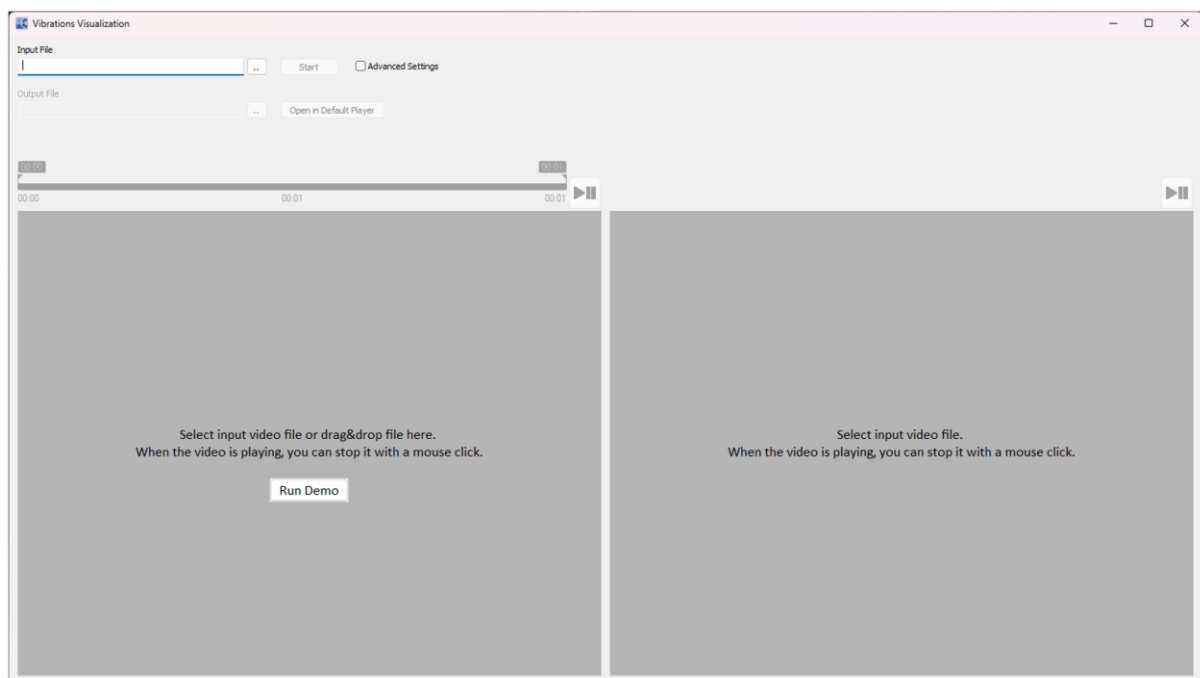 Vibrations Visualization
Input File
.. Start Advanced Settings
Output File
.. Open in Default Player
00:00 00:01
00:00 00:01 00:01
Select input video file or drag&drop file here.
When the video is playing, you can stop it with a mouse click.
Run Demo
Select input video file.
When the video is playing, you can stop it with a mouse click.